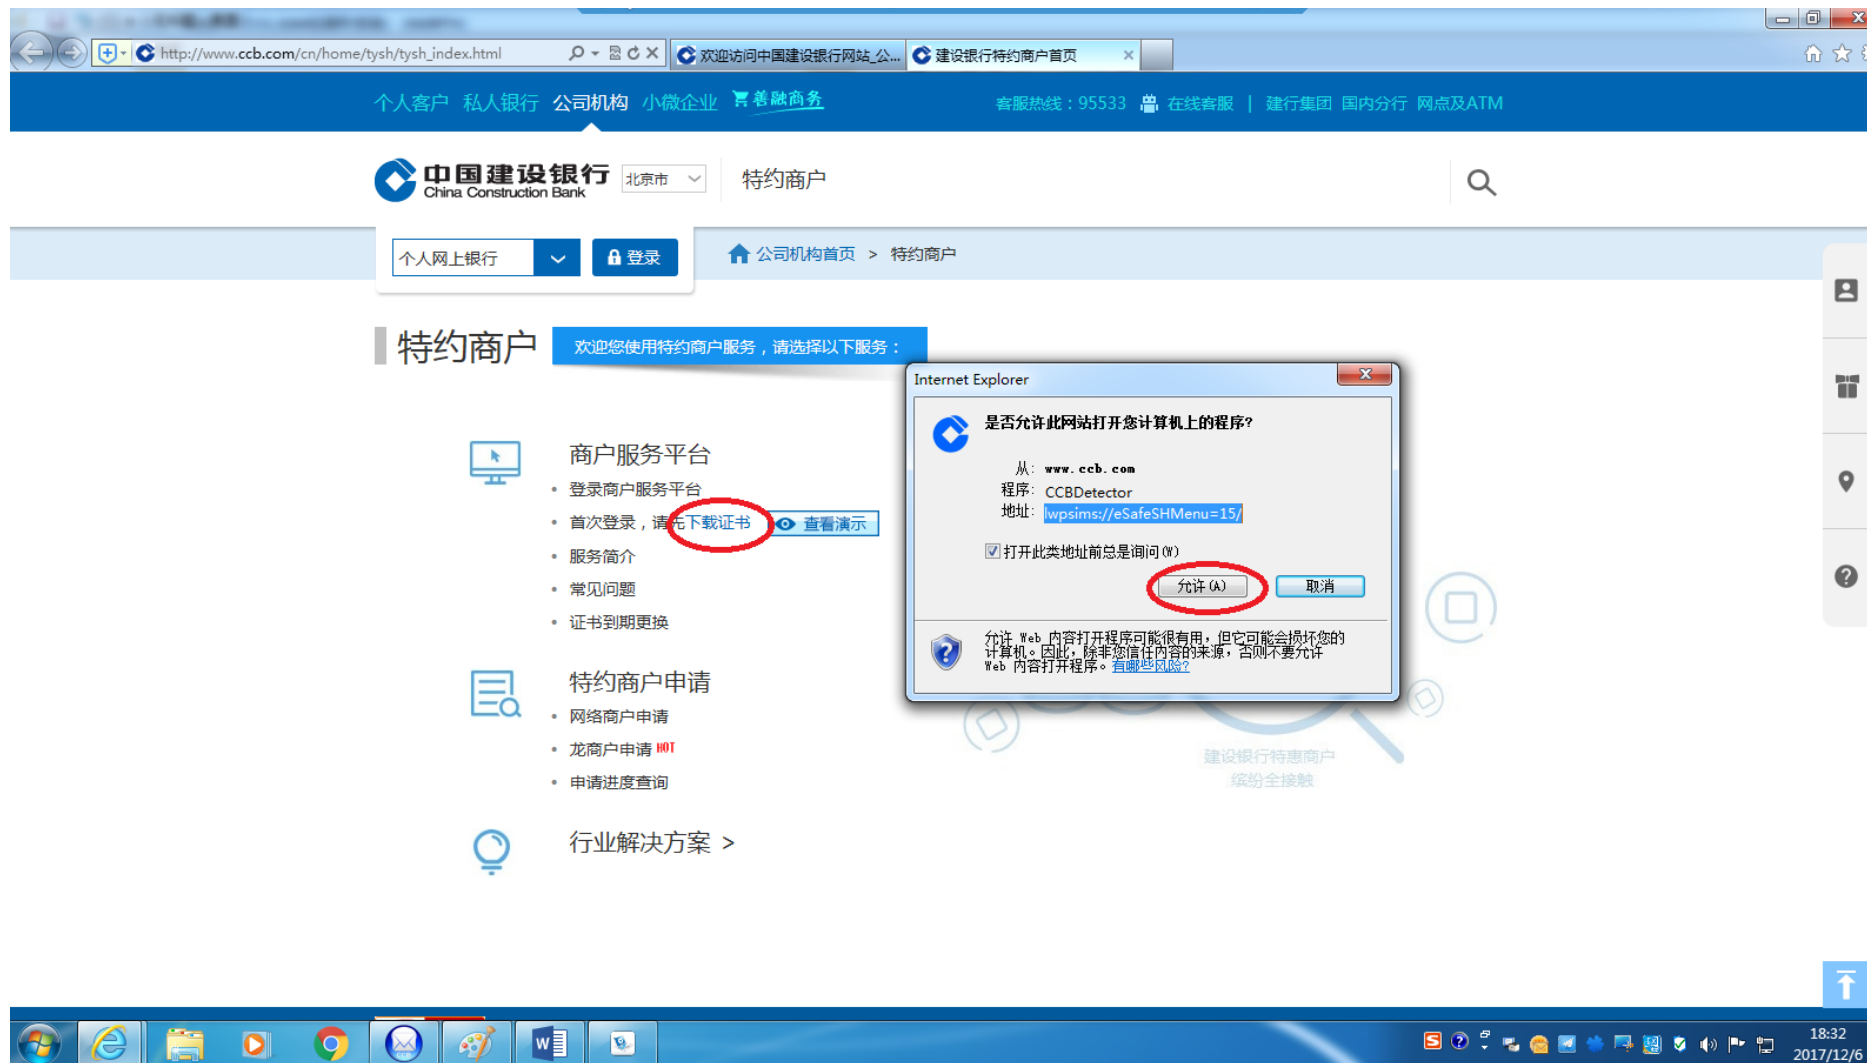 http://www.ccb.com/cn/home/tysh/tysh_index.html
欢迎访问中国建设银行网站_公...
建设银行特约商户首页
个人客户 私人银行 公司机构 小微企业 善融商务
客服热线：95533 在线客服 | 建行集团 国内分行 网点及ATM
中国建设银行
China Construction Bank
北京市
特约商户
个人网上银行
登录
公司机构首页 > 特约商户
特约商户
欢迎您使用特约商户服务，请选择以下服务：
商户服务平台
• 登录商户服务平台
• 首次登录，请先下载证书 查看演示
• 服务简介
• 常见问题
• 证书到期更换
特约商户申请
• 网络商户申请
• 龙商户申请 HOT
• 申请进度查询
行业解决方案 >
Internet Explorer
是否允许此网站打开您计算机上的程序?
从: www.ccb.com
程序: CCBDetector
地址: lwpsims://eSafeSHMenu=15/
打开此类地址前总是询问(W)
允许(A)
取消
允许 Web 内容打开程序可能很有用，但它可能会损坏您的
计算机。因此，除非您信任内容的来源，否则不要允许
Web 内容打开程序。有哪些风险?
建设银行特惠商户
缤纷全接触
18:32
2017/12/6